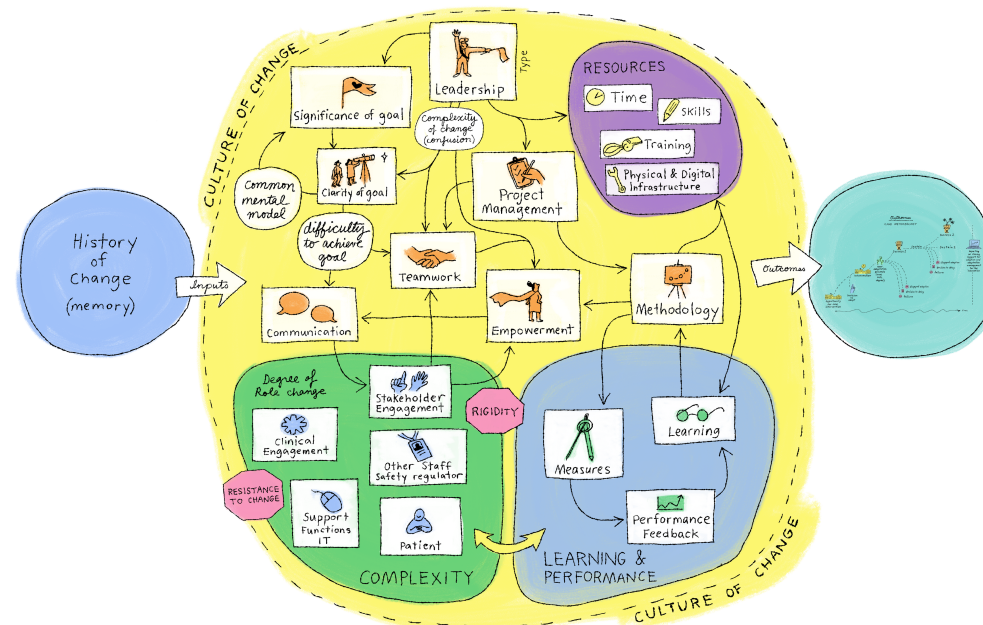 CULTURE OF CHANGE
Type
Leadership
RESOURCES
Time
Skills
Training
Physical & Digital
Infrastructure
Significance of goal
Complexity
of change
(confusion)
Clarity of goal
Common
mental
model
Project
Management
difficulty
to achieve
goal
Teamwork
History
of
Change
(memory)
Inputs
Outcomes
Communication
Empowerment
Methodology
Degree of
Role change
Stakeholder
Engagement
RIGIDITY
Clinical
Engagement
Other Staff
Safety regulator
RESISTANCE
TO CHANGE
Support
Functions
IT
Patient
COMPLEXITY
Measures
Learning
Performance
Feedback
LEARNING &
PERFORMANCE
CULTURE OF CHANGE
Outcomes